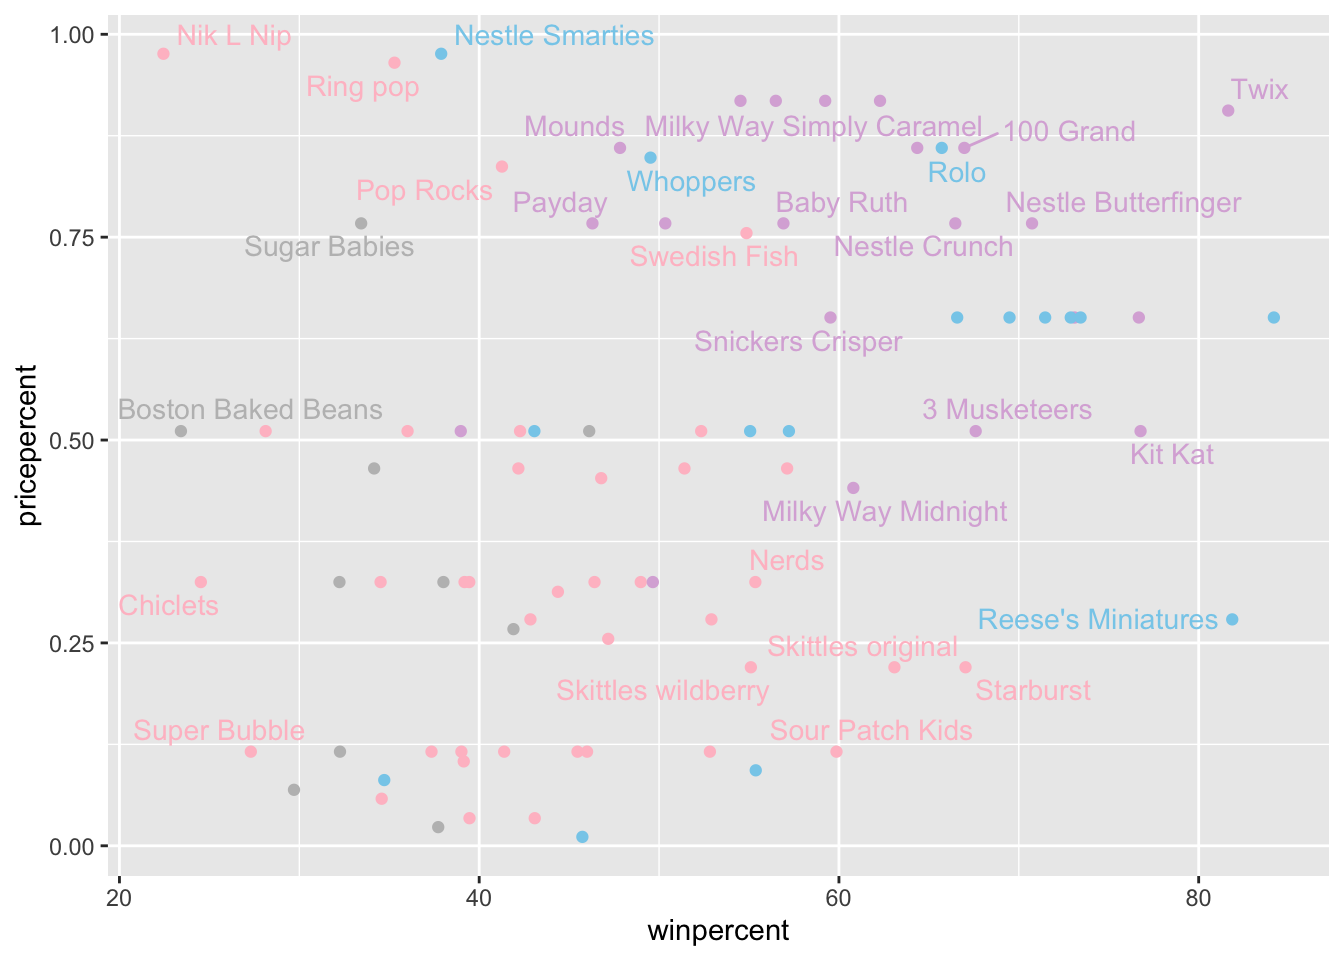 1.00
Nik L Nip
Nestle Smarties
Ring pop
Twix
Mounds
Milky Way Simply Caramel
100 Grand
Whoppers
Rolo
Pop Rocks
Payday
Baby Ruth
Nestle Butterfinger
0.75
Sugar Babies
Swedish Fish
Nestle Crunch
Snickers Crisper
Boston Baked Beans
3 Musketeers
0.50
Kit Kat
pricepercent
Milky Way Midnight
Nerds
Chiclets
Reese's Miniatures
0.25
Skittles original
Skittles wildberry
Starburst
Super Bubble
Sour Patch Kids
0.00
20
40
60
80
winpercent